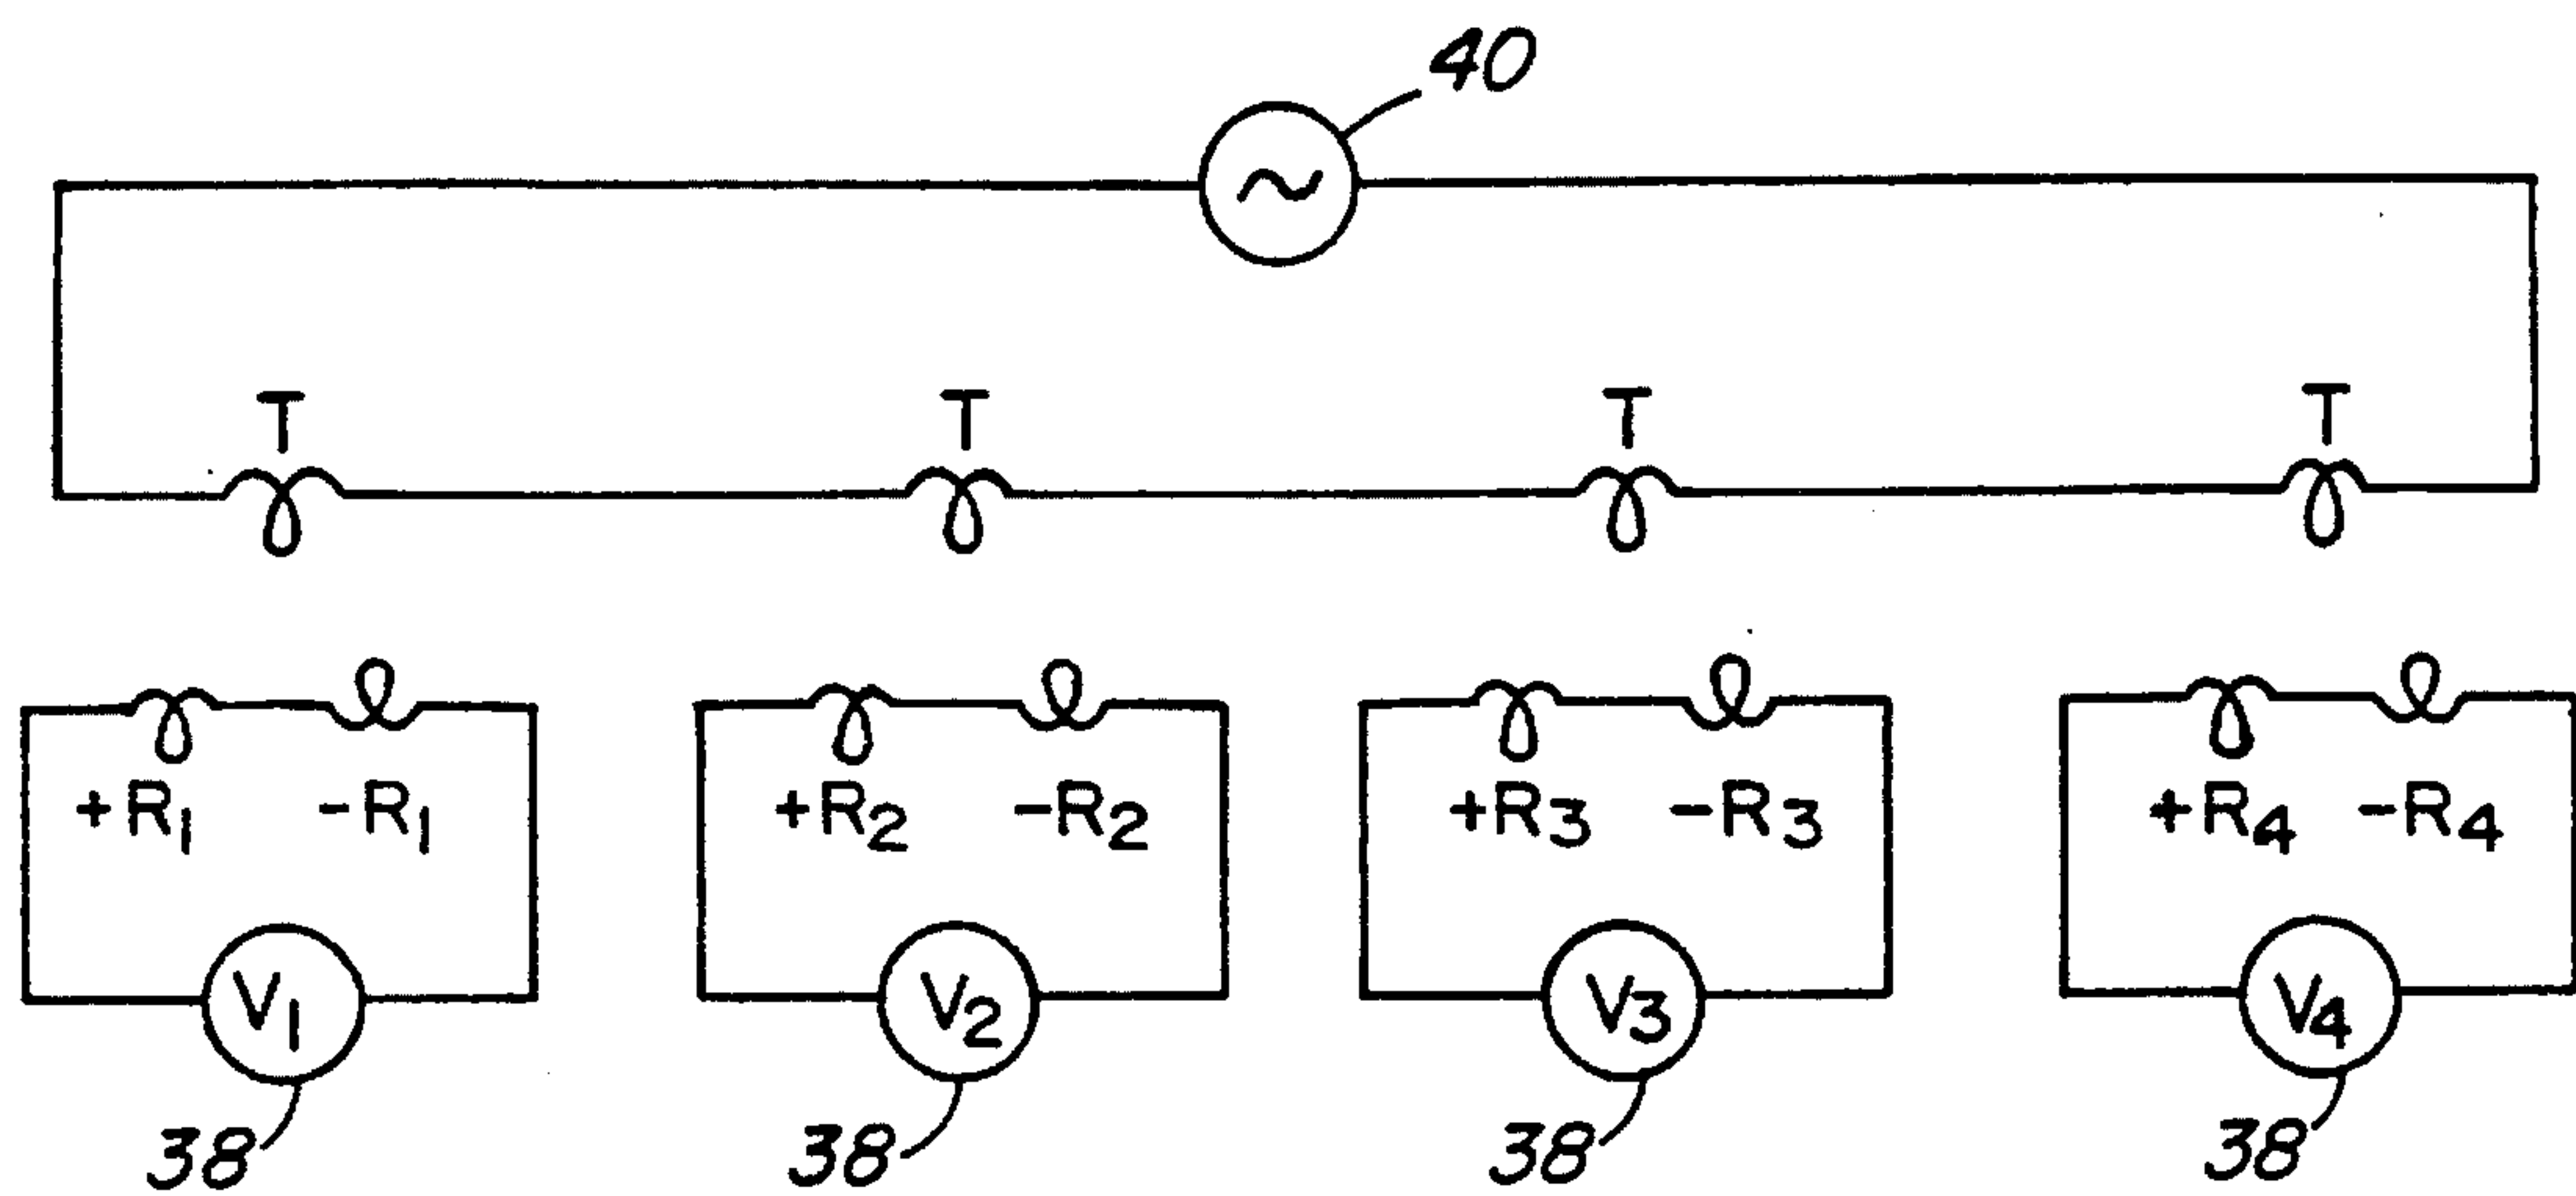 40
T T T T
+R1 -R1 +R2 -R2 +R3 -R3 +R4 -R4
V1 V2 V3 V4
38 38 38 38